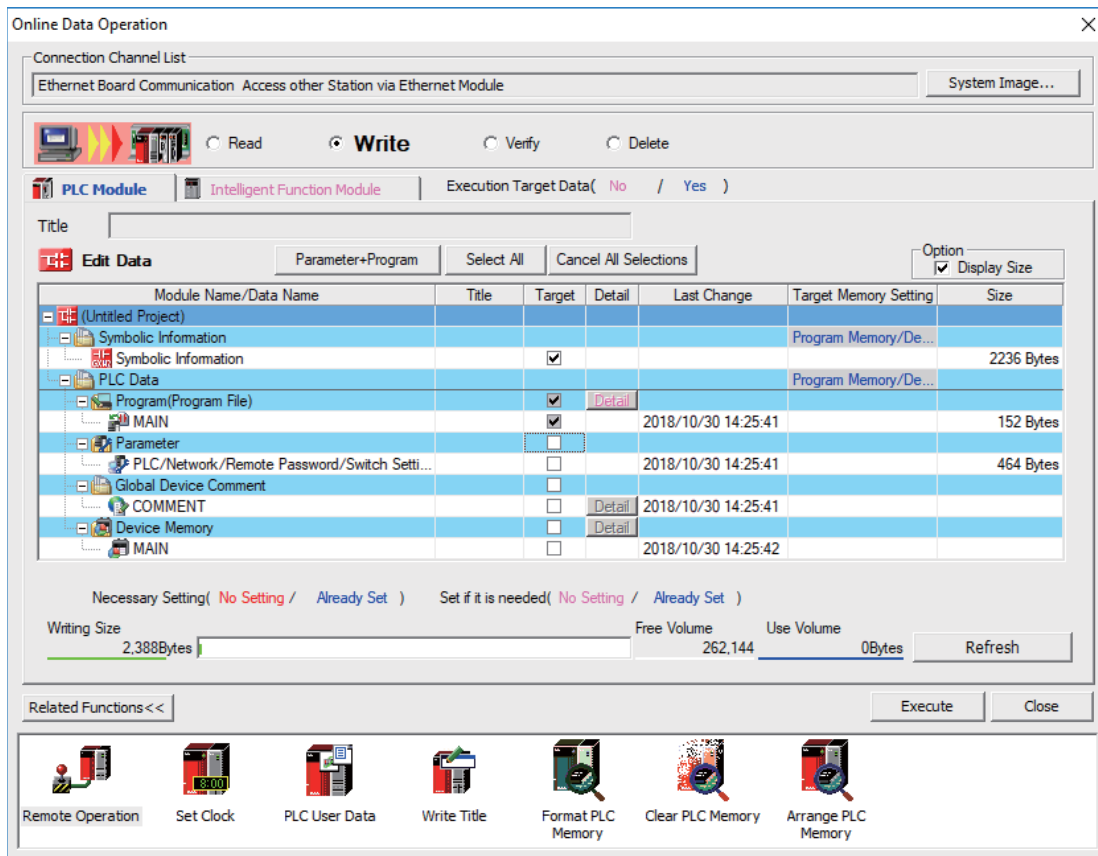 Online Data Operation
Connection Channel List
Ethernet Board Communication Access other Station via Ethernet Module
System Image...
Read
Write
Verify
Delete
PLC Module
Intelligent Function Module
Execution Target Data( No / Yes )
Title
Edit Data
Parameter+Program
Select All
Cancel All Selections
Option
Display Size
Module Name/Data Name Title Target Detail Last Change Target Memory Setting Size
(Untitled Project)
Symbolic Information Program Memory/De...
Symbolic Information 2236 Bytes
PLC Data Program Memory/De...
Program(Program File) Detail
MAIN 2018/10/30 14:25:41 152 Bytes
Parameter
PLC/Network/Remote Password/Switch Setti... 2018/10/30 14:25:41 464 Bytes
Global Device Comment
COMMENT Detail 2018/10/30 14:25:41
Device Memory Detail
MAIN 2018/10/30 14:25:42
Necessary Setting( No Setting / Already Set ) Set if it is needed( No Setting / Already Set )
Writing Size Free Volume Use Volume
2,388Bytes 262,144 0Bytes
Refresh
Related Functions<<
Execute
Close
8:00
Remote Operation
Set Clock
PLC User Data
Write Title
Format PLC
Memory
Clear PLC Memory
Arrange PLC
Memory